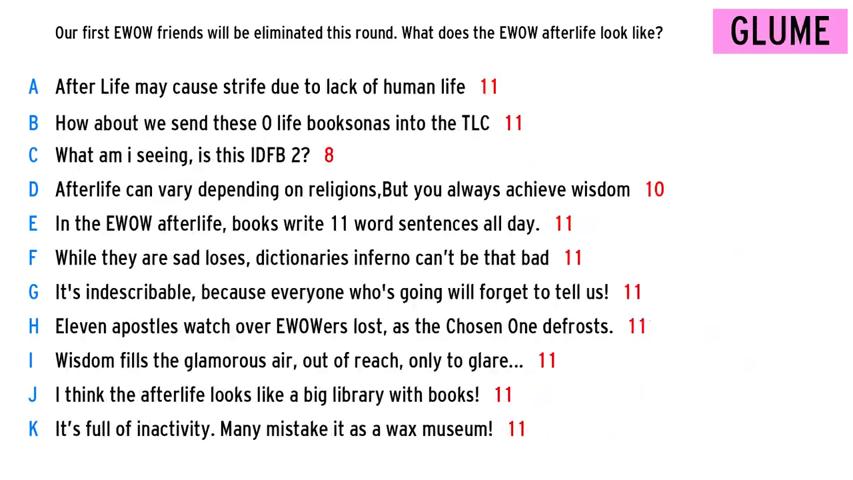 Our first EWOW friends will be eliminated this round. What does the EWOW afterlife look like?
GLUME
A After Life may cause strife due to lack of human life 11
B How about we send these 0 life booksonas into the TLC 11
C What am i seeing, is this IDFB 2? 8
D Afterlife can vary depending on religions,But you always achieve wisdom 10
E In the EWOW afterlife, books write 11 word sentences all day. 11
F While they are sad loses, dictionaries inferno can’t be that bad 11
G It's indescribable, because everyone who's going will forget to tell us! 11
H Eleven apostles watch over EWOWers lost, as the Chosen One defrosts. 11
I Wisdom fills the glamorous air, out of reach, only to glare... 11
J I think the afterlife looks like a big library with books! 11
K It’s full of inactivity. Many mistake it as a wax museum! 11